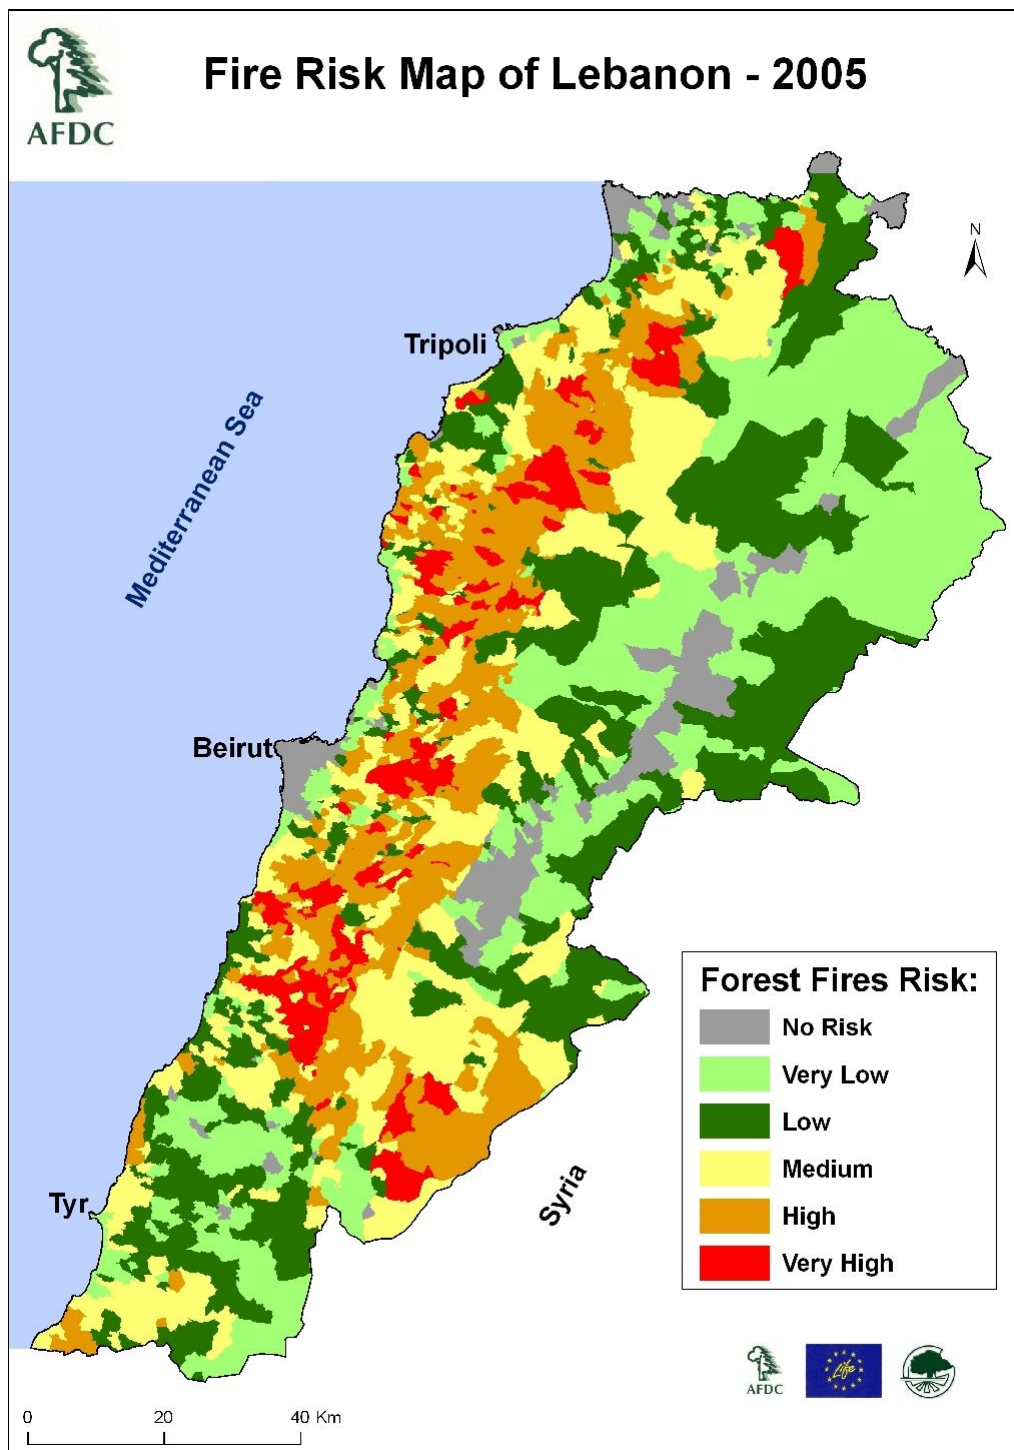 AFDC
Fire Risk Map of Lebanon - 2005
N
Tripoli
Mediterranean Sea
Beirut
Tyr
Syria
Forest Fires Risk:
No Risk
Very Low
Low
Medium
High
Very High
AFDC
Life
0 20 40 Km